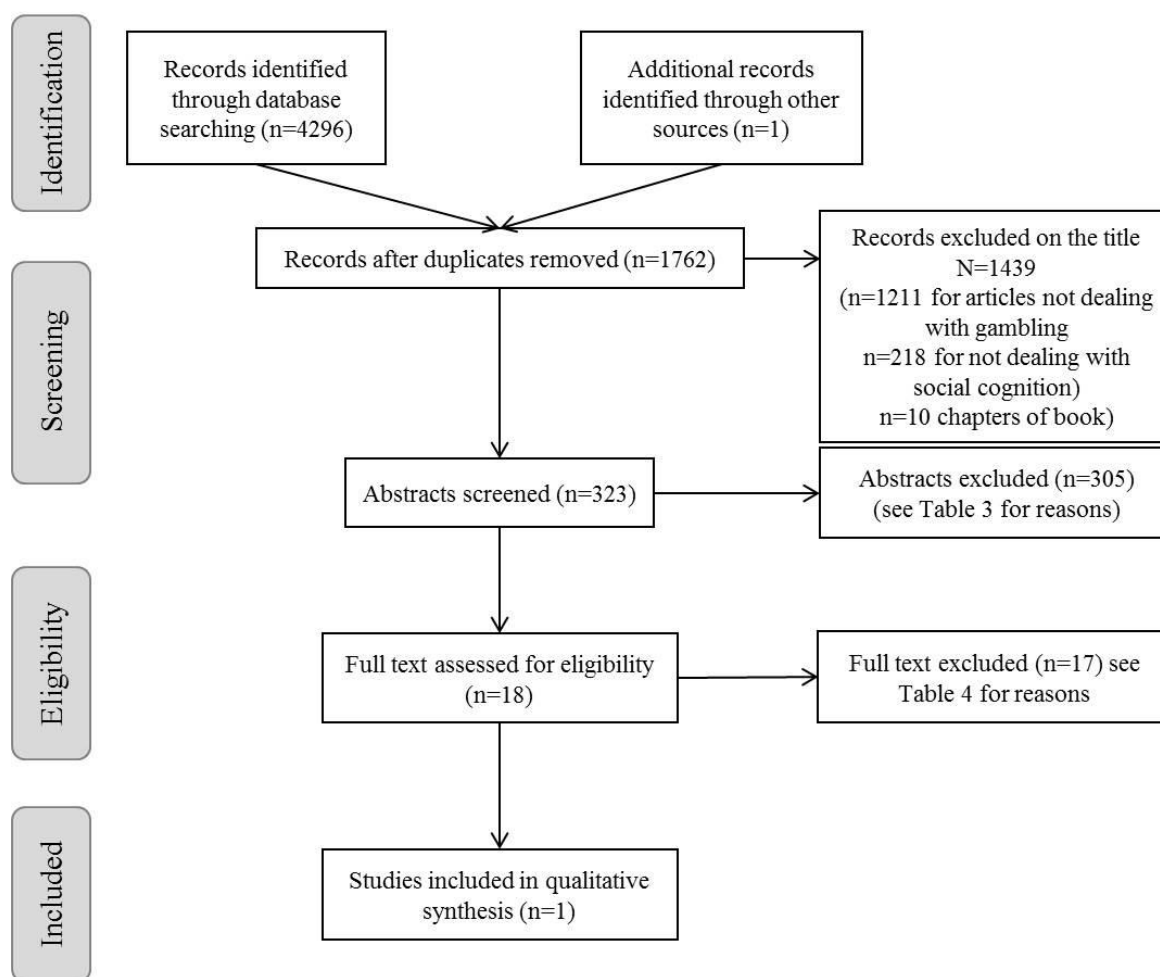 Identification
Records identified
through database
searching (n=4296)
Additional records
identified through other
sources (n=1)
Records after duplicates removed (n=1762)
Records excluded on the title
N=1439
(n=1211 for articles not dealing
with gambling
n=218 for not dealing with
social cognition)
n=10 chapters of book)
Screening
Abstracts screened (n=323)
Abstracts excluded (n=305)
(see Table 3 for reasons)
Eligibility
Full text assessed for eligibility
(n=18)
Full text excluded (n=17) see
Table 4 for reasons
Included
Studies included in qualitative
synthesis (n=1)